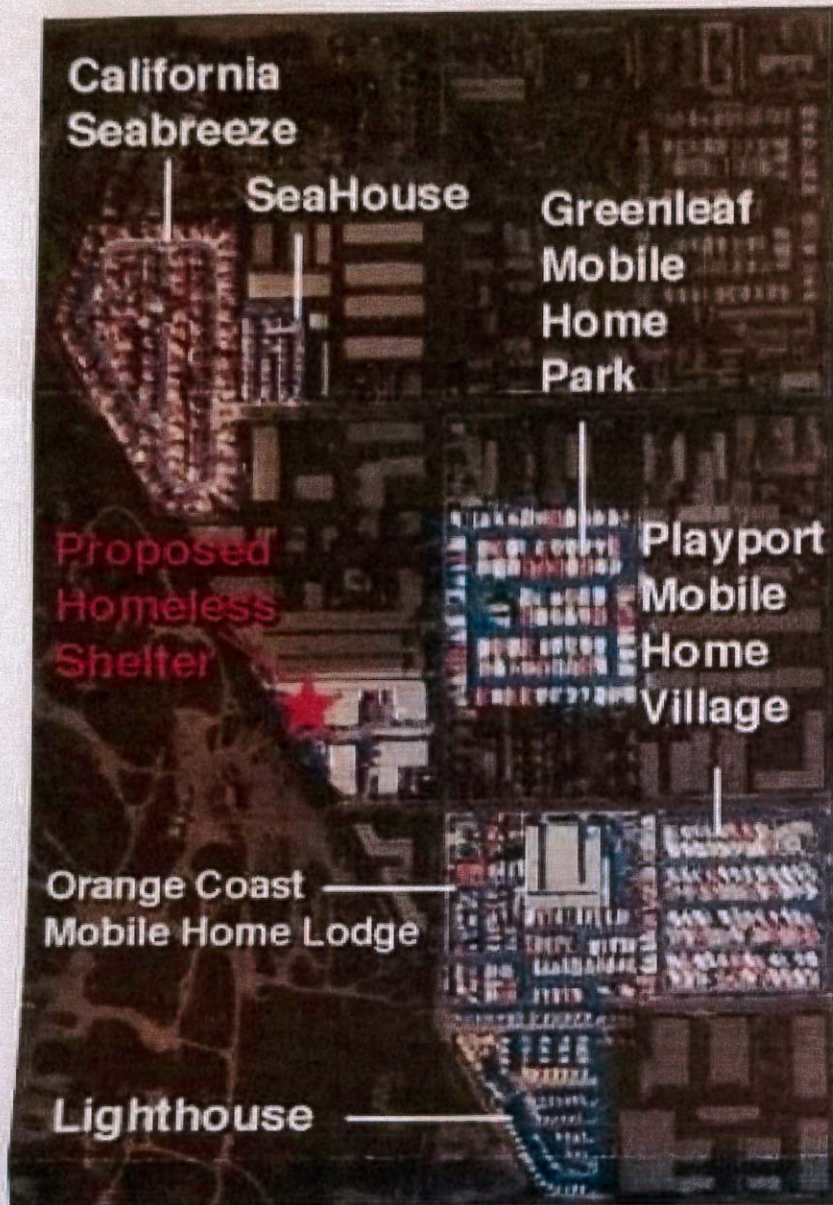 California
Seabreeze
SeaHouse
Greenleaf
Mobile
Home
Park
Proposed
Homeless
Shelter
Playport
Mobile
Home
Village
Orange Coast
Mobile Home Lodge
Lighthouse